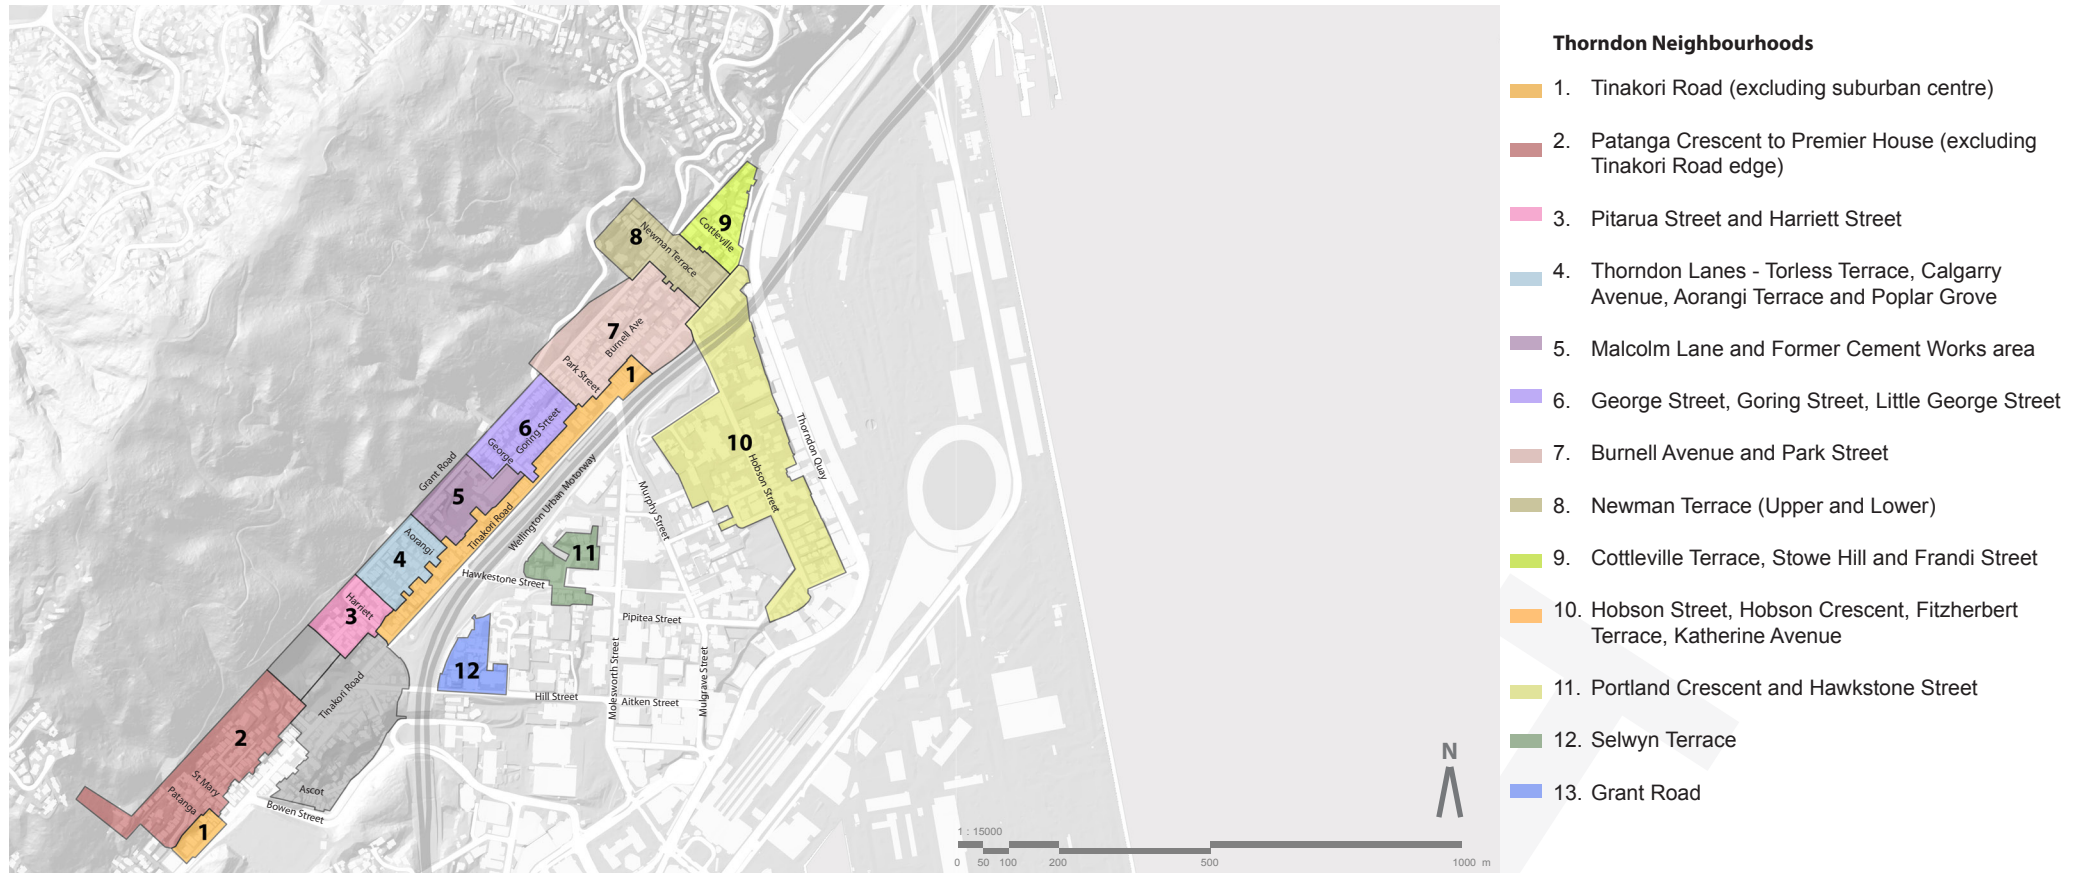 Thorndon Neighbourhoods
1. Tinakori Road (excluding suburban centre)
2. Patanga Crescent to Premier House (excluding
Tinakori Road edge)
3. Pitarua Street and Harriett Street
4. Thorndon Lanes - Torless Terrace, Calgarry
Avenue, Aorangi Terrace and Poplar Grove
5. Malcolm Lane and Former Cement Works area
6. George Street, Goring Street, Little George Street
7. Burnell Avenue and Park Street
8. Newman Terrace (Upper and Lower)
9. Cottleville Terrace, Stowe Hill and Frandi Street
10. Hobson Street, Hobson Crescent, Fitzherbert
Terrace, Katherine Avenue
11. Portland Crescent and Hawkstone Street
12. Selwyn Terrace
13. Grant Road
9
Cottleville
8
Newman Terrace
7
Burnell Ave
Park Street
1
6
Goring Street
George
10
Hobson Street
Thorndon Quay
Grant Road
5
Tinakori Road
Wellington Urban Motorway
Murphy Street
11
Aorangi
4
Hawkestone Street
Harriett
3
Pipitea Street
12
Molesworth Street
Mulgrave Street
Hill Street
Aitken Street
Tinakori Road
2
St Mary
Patanga
Ascot
Bowen Street
1
N
1 : 15000
0 50 100 200 500 1000 m